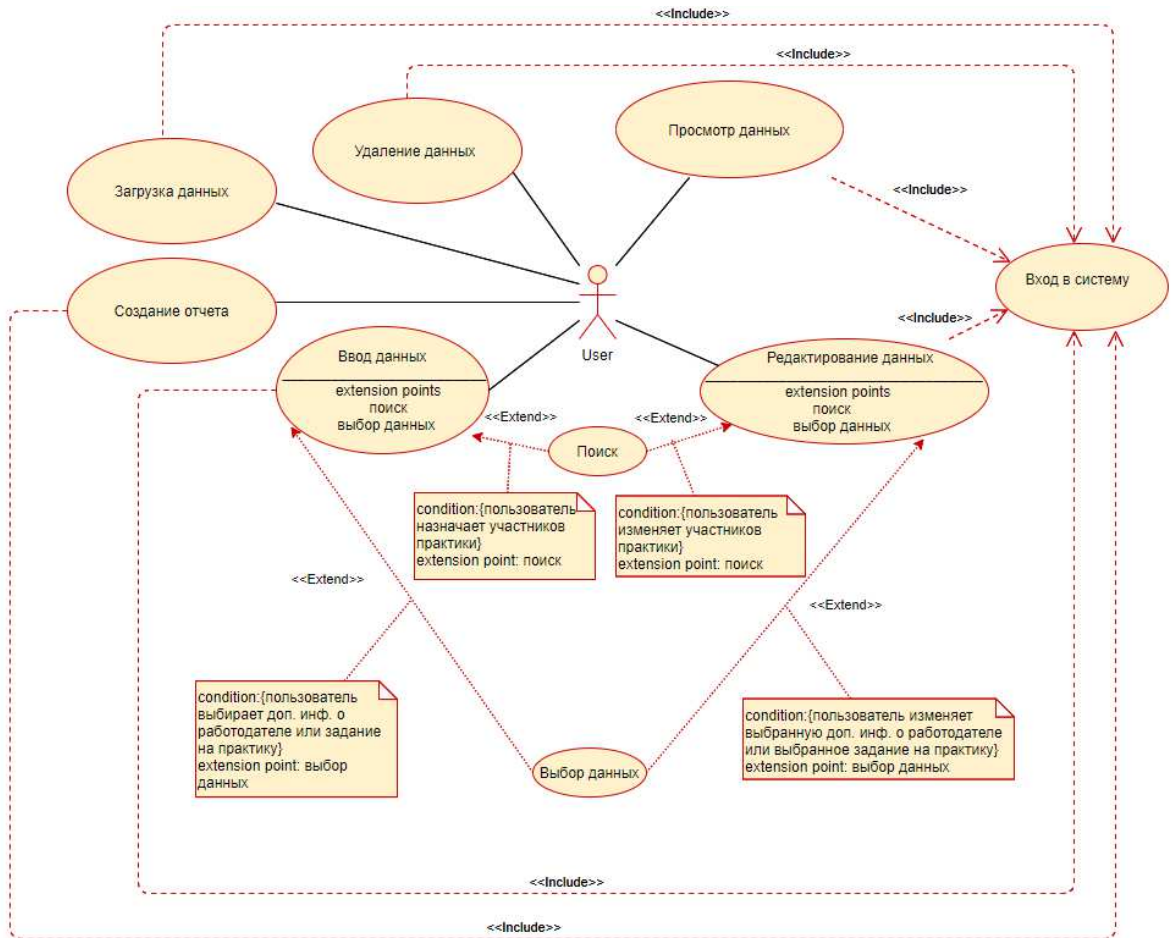 <<Include>>
<<Include>>
Просмотр данных
Удаление данных
Загрузка данных
<<Include>>
Вход в систему
Создание отчета
<<Include>>
User
Ввод данных
extension points
поиск
выбор данных
Редактирование данных
extension points
поиск
выбор данных
<<Extend>>
<<Extend>>
Поиск
condition:{пользователь
назначает участников
практики}
extension point: поиск
condition:{пользователь
изменяет участников
практики}
extension point: поиск
<<Extend>>
<<Extend>>
condition:{пользователь
выбирает доп. инф. о
работодателе или задание
на практику}
extension point: выбор
данных
condition:{пользователь изменяет
выбранную доп. инф. о работодателе
или выбранное задание на практику}
extension point: выбор данных
Выбор данных
<<Include>>
<<Include>>